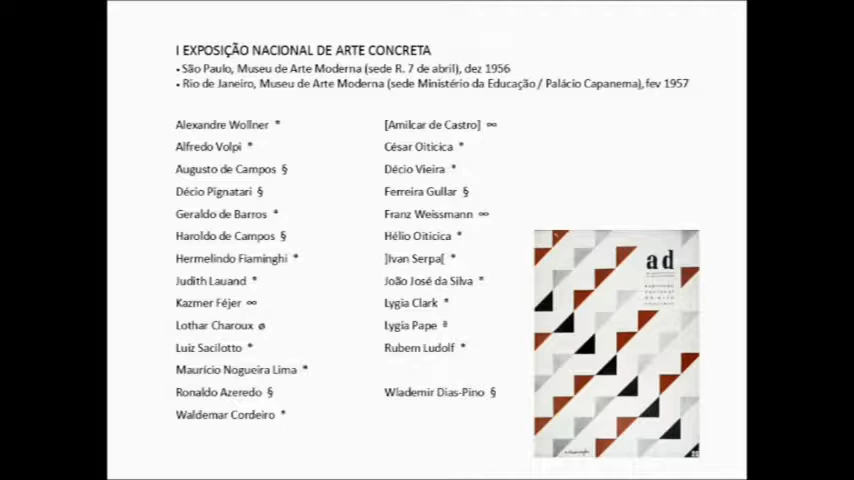 I EXPOSIÇÃO NACIONAL DE ARTE CONCRETA
• São Paulo, Museu de Arte Moderna (sede R. 7 de abril), dez 1956
• Rio de Janeiro, Museu de Arte Moderna (sede Ministério da Educação / Palácio Capanema), fev 1957
Alexandre Wollner *
Alfredo Volpi *
Augusto de Campos §
Décio Pignatari §
Geraldo de Barros *
Haroldo de Campos §
Hermelindo Fiaminghi *
Judith Lauand *
Kazmer Féjer ∞
Lothar Charoux ø
Luiz Sacilotto *
Maurício Nogueira Lima *
Ronaldo Azeredo §
Waldemar Cordeiro *
[Amilcar de Castro] ∞
César Oiticica *
Décio Vieira *
Ferreira Gullar §
Franz Weissmann ∞
Hélio Oiticica *
]Ivan Serpa[ *
João José da Silva *
Lygia Clark *
Lygia Pape ª
Rubem Ludolf *
Wlademir Dias-Pino §
ad